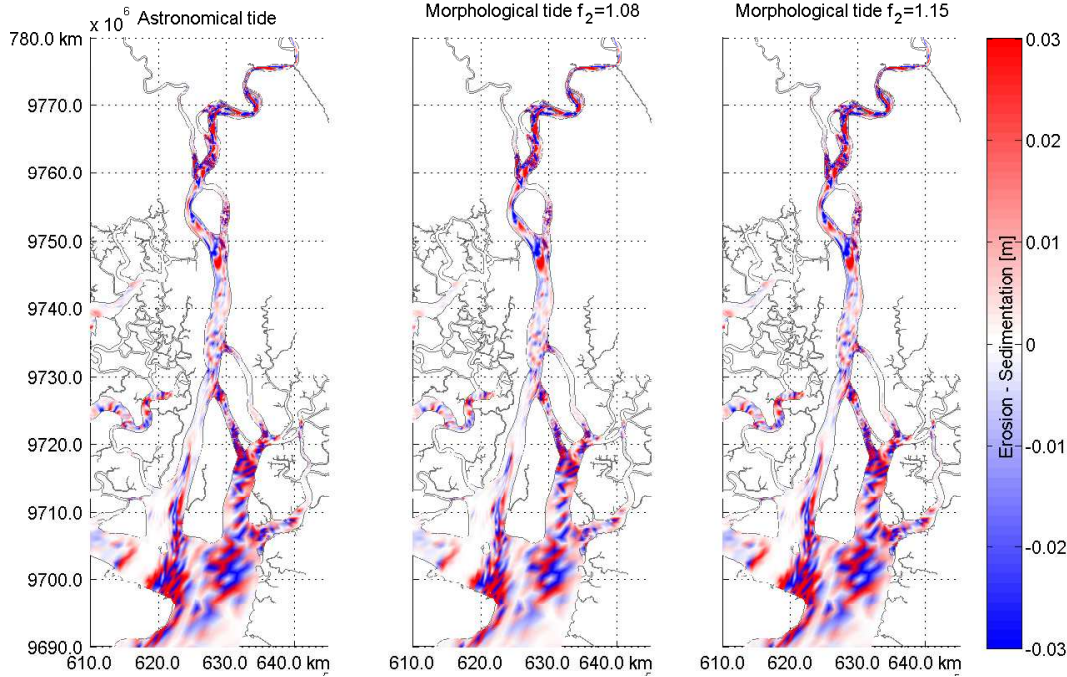 Astronomical tide
Morphological tide f2=1.08
Morphological tide f2=1.15
780.0 km x 10 6
9770.0
9760.0
9750.0
9740.0
9730.0
9720.0
9710.0
9700.0
9690.0
610.0 620.0 630.0 640.0 km
610.0 620.0 630.0 640.0 km
610.0 620.0 630.0 640.0 km
0.03
0.02
0.01
0
-0.01
-0.02
-0.03
Erosion - Sedimentation [m]